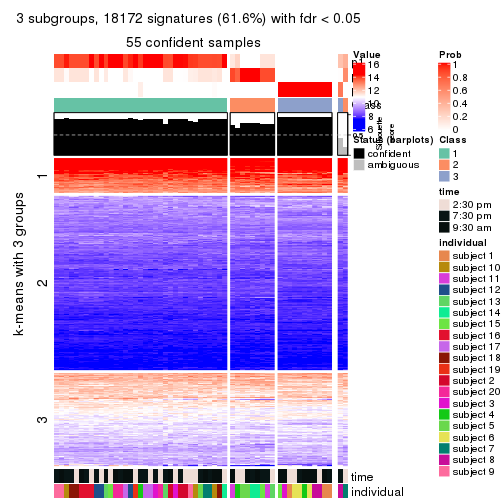 3 subgroups, 18172 signatures (61.6%) with fdr < 0.05
55 confident samples
k-means with 3 groups
1
2
3
time
individual
Value
16
14
12
10
8
6
Silhouette
score
Status (barplots)
confident
ambiguous
Prob
1
0.8
0.6
0.4
0.2
0
Class
1
2
3
time
2:30 pm
7:30 pm
9:30 am
individual
subject 1
subject 10
subject 11
subject 12
subject 13
subject 14
subject 15
subject 16
subject 17
subject 18
subject 19
subject 2
subject 20
subject 3
subject 4
subject 5
subject 6
subject 7
subject 8
subject 9